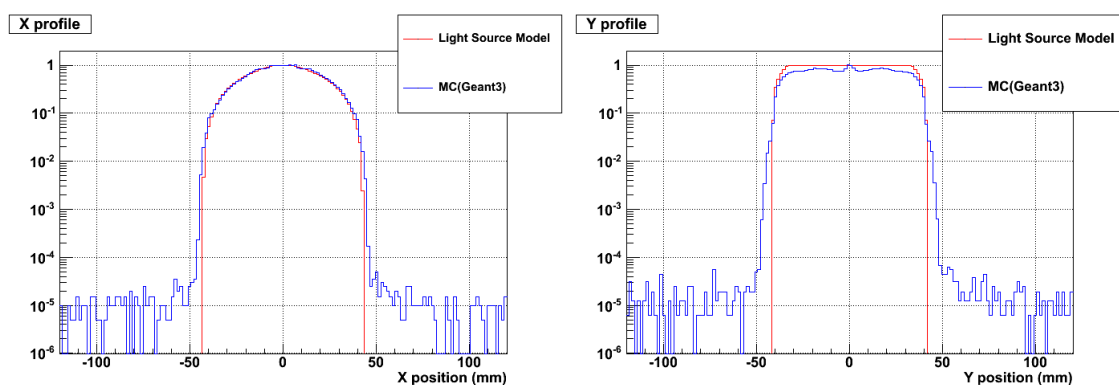 X profile
Light Source Model
MC(Geant3)
1
10-1
10-2
10-3
10-4
10-5
10-6
-100 -50 0 50 100
X position (mm)
Y profile
Light Source Model
MC(Geant3)
1
10-1
10-2
10-3
10-4
10-5
10-6
-100 -50 0 50 100
Y position (mm)